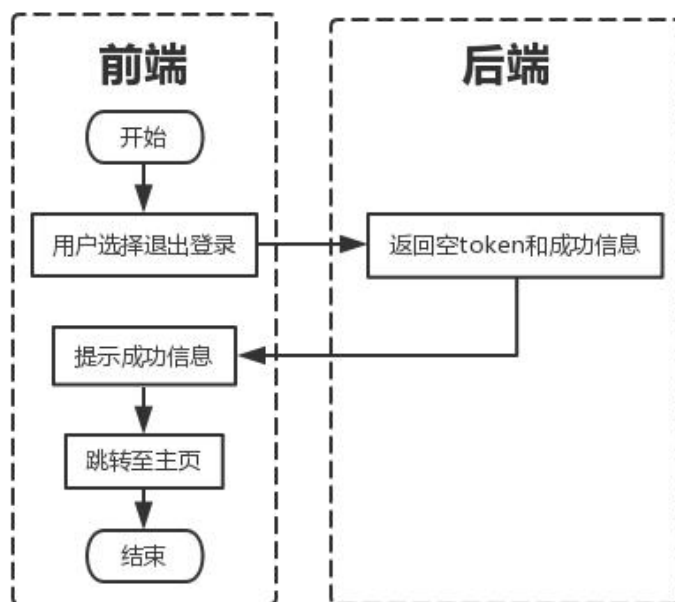 前端
后端
开始
用户选择退出登录
返回空token和成功信息
提示成功信息
跳转至主页
结束